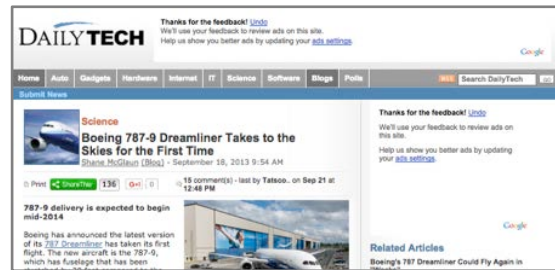 DAILYTECH
Thanks for the feedback! Undo
We'll use your feedback to review ads on this site.
Help us show you better ads by updating your ads settings.
Google
Home Auto Gadgets Hardware Internet IT Science Software Blogs Polls
RSS Search DailyTech
Submit News
Science
Boeing 787-9 Dreamliner Takes to the
Skies for the First Time
Shane McGlaun (Blog) - September 18, 2013 9:54 AM
Print ShareThis 136 G+1 0
15 comment(s) - last by Tatsco.. on Sep 21 at
12:48 PM
787-9 delivery is expected to begin
mid-2014
Boeing has announced the latest version
of its 787 Dreamliner has taken its first
flight. The new aircraft is the 787-9,
which has fuselage that has been
Thanks for the feedback! Undo
We'll use your feedback to review ads on
this site.
Help us show you better ads by updating
your ads settings.
Google
Related Articles
Boeing's 787 Dreamliner Could Fly Again in